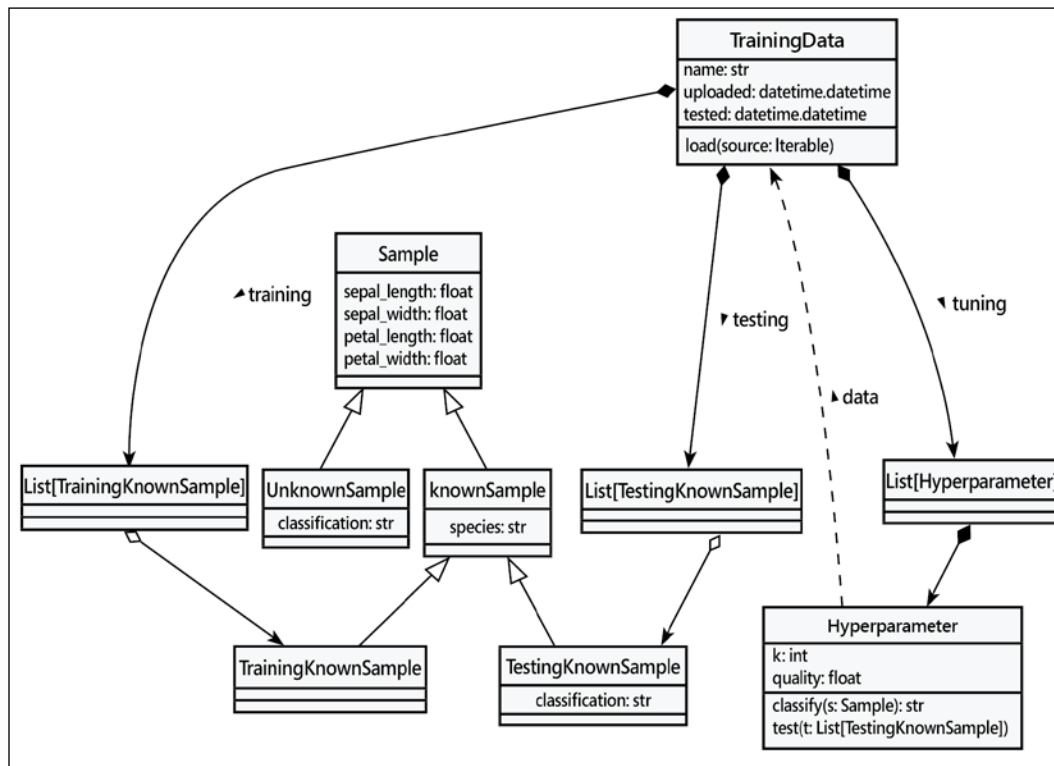 TrainingData
name: str
uploaded: datetime.datetime
tested: datetime.datetime
load(source: Iterable)
Sample
sepal_length: float
sepal_width: float
petal_length: float
petal_width: float
training
testing
tuning
data
List[TrainingKnownSample]
UnknownSample
classification: str
knownSample
species: str
List[TestingKnownSample]
List[Hyperparameter]
TrainingKnownSample
TestingKnownSample
classification: str
Hyperparameter
k: int
quality: float
classify(s: Sample): str
test(t: List[TestingKnownSample])